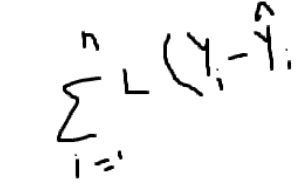 n
∑ L (Yᵢ - Ŷᵢ
i = 1